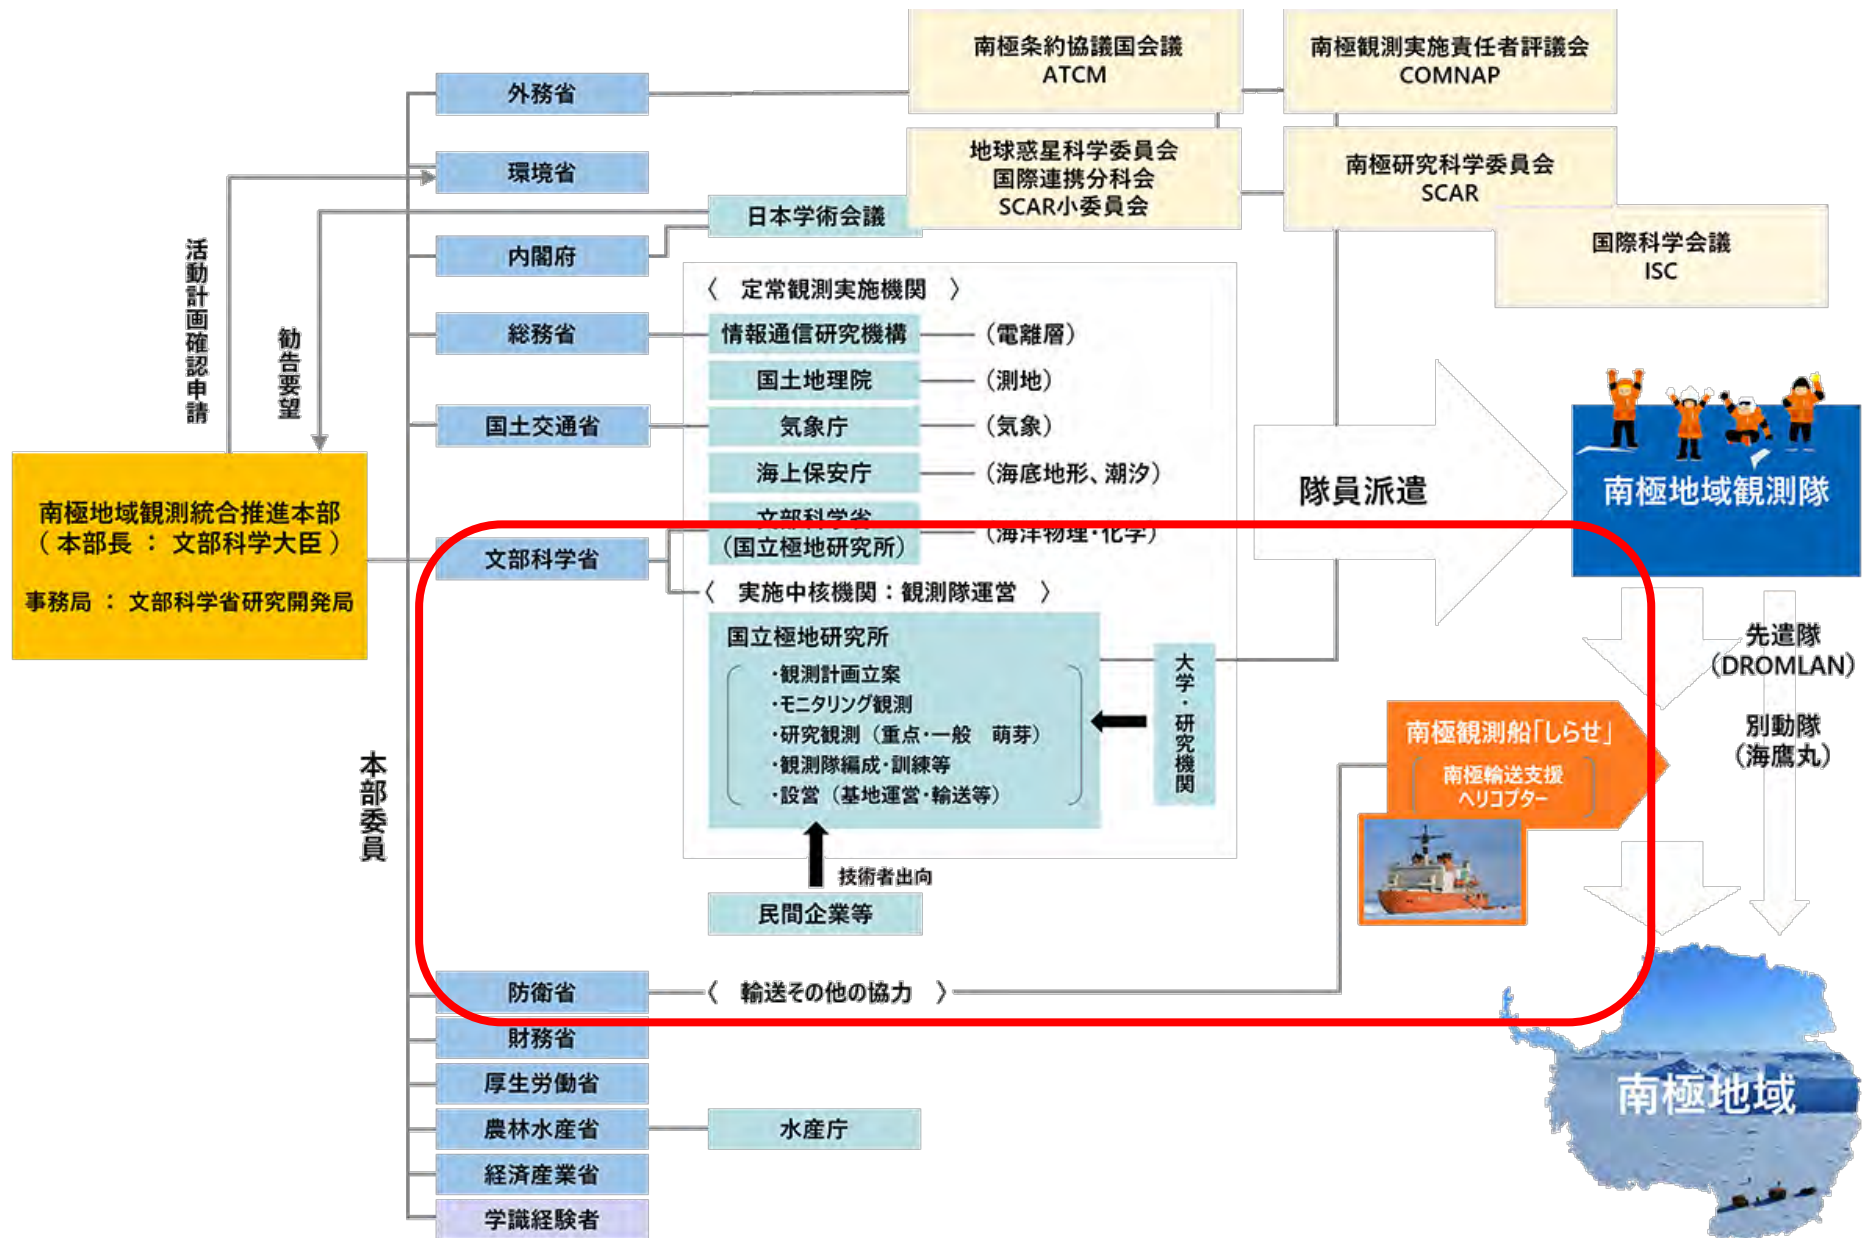 南極条約協議国会議
ATCM
南極観測実施責任者評議会
COMNAP
外務省
地球惑星科学委員会
国際連携分科会
SCAR小委員会
南極研究科学委員会
SCAR
環境省
日本学術会議
国際科学会議
ISC
内閣府
活動計画確認申請
勧告要望
〈 定常観測実施機関 〉
総務省
情報通信研究機構
（電離層）
国土地理院
（測地）
国土交通省
気象庁
（気象）
海上保安庁
（海底地形、潮汐）
隊員派遣
南極地域観測隊
南極地域観測統合推進本部
（ 本部長 ： 文部科学大臣 ）
事務局 ： 文部科学省研究開発局
文部科学省
文部科学省
（国立極地研究所）
（海洋物理・化学）
〈 実施中核機関：観測隊運営 〉
国立極地研究所
・観測計画立案
・モニタリング観測
・研究観測（重点・一般 萌芽）
・観測隊編成・訓練等
・設営（基地運営・輸送等）
大学・研究機関
先遣隊
（DROMLAN）
別動隊
（海鷹丸）
南極観測船「しらせ」
南極輸送支援
ヘリコプター
本部委員
技術者出向
民間企業等
防衛省
〈 輸送その他の協力 〉
財務省
厚生労働省
農林水産省
水産庁
経済産業省
学識経験者
南極地域